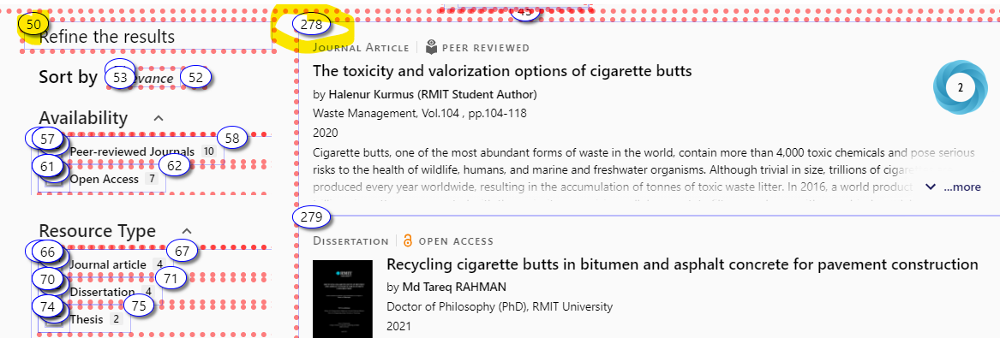 45
50
Refine the results
Sort by
53
evance
52
Availability
57
58
Peer-reviewed Journals 10
61
62
Open Access 7
Resource Type
66
67
Journal article 4
70
71
Dissertation 4
74
75
Thesis 2
278
JOURNAL ARTICLE PEER REVIEWED
The toxicity and valorization options of cigarette butts
by Halenur Kurmus (RMIT Student Author)
Waste Management, Vol.104 , pp.104-118
2020
Cigarette butts, one of the most abundant forms of waste in the world, contain more than 4,000 toxic chemicals and pose serious
risks to the health of wildlife, humans, and marine and freshwater organisms. Although trivial in size, trillions of cigare
produced every year worldwide, resulting in the accumulation of tonnes of toxic waste litter. In 2016, a world product
...more
2
279
DISSERTATION OPEN ACCESS
Recycling cigarette butts in bitumen and asphalt concrete for pavement construction
by Md Tareq RAHMAN
Doctor of Philosophy (PhD), RMIT University
2021